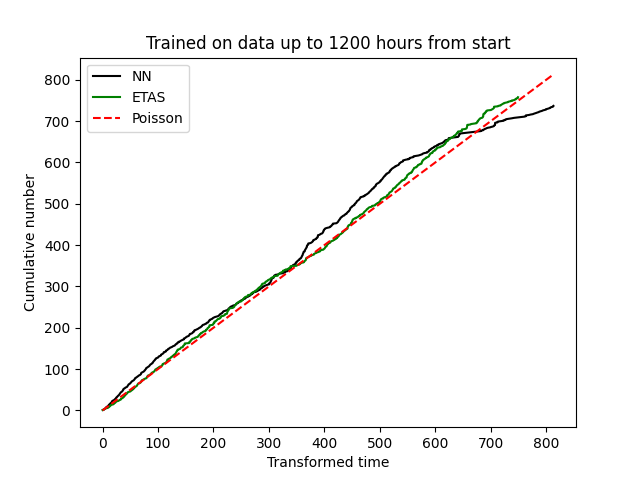 Trained on data up to 1200 hours from start
NN
ETAS
Poisson
Cumulative number
800
700
600
500
400
300
200
100
0
0 100 200 300 400 500 600 700 800
Transformed time